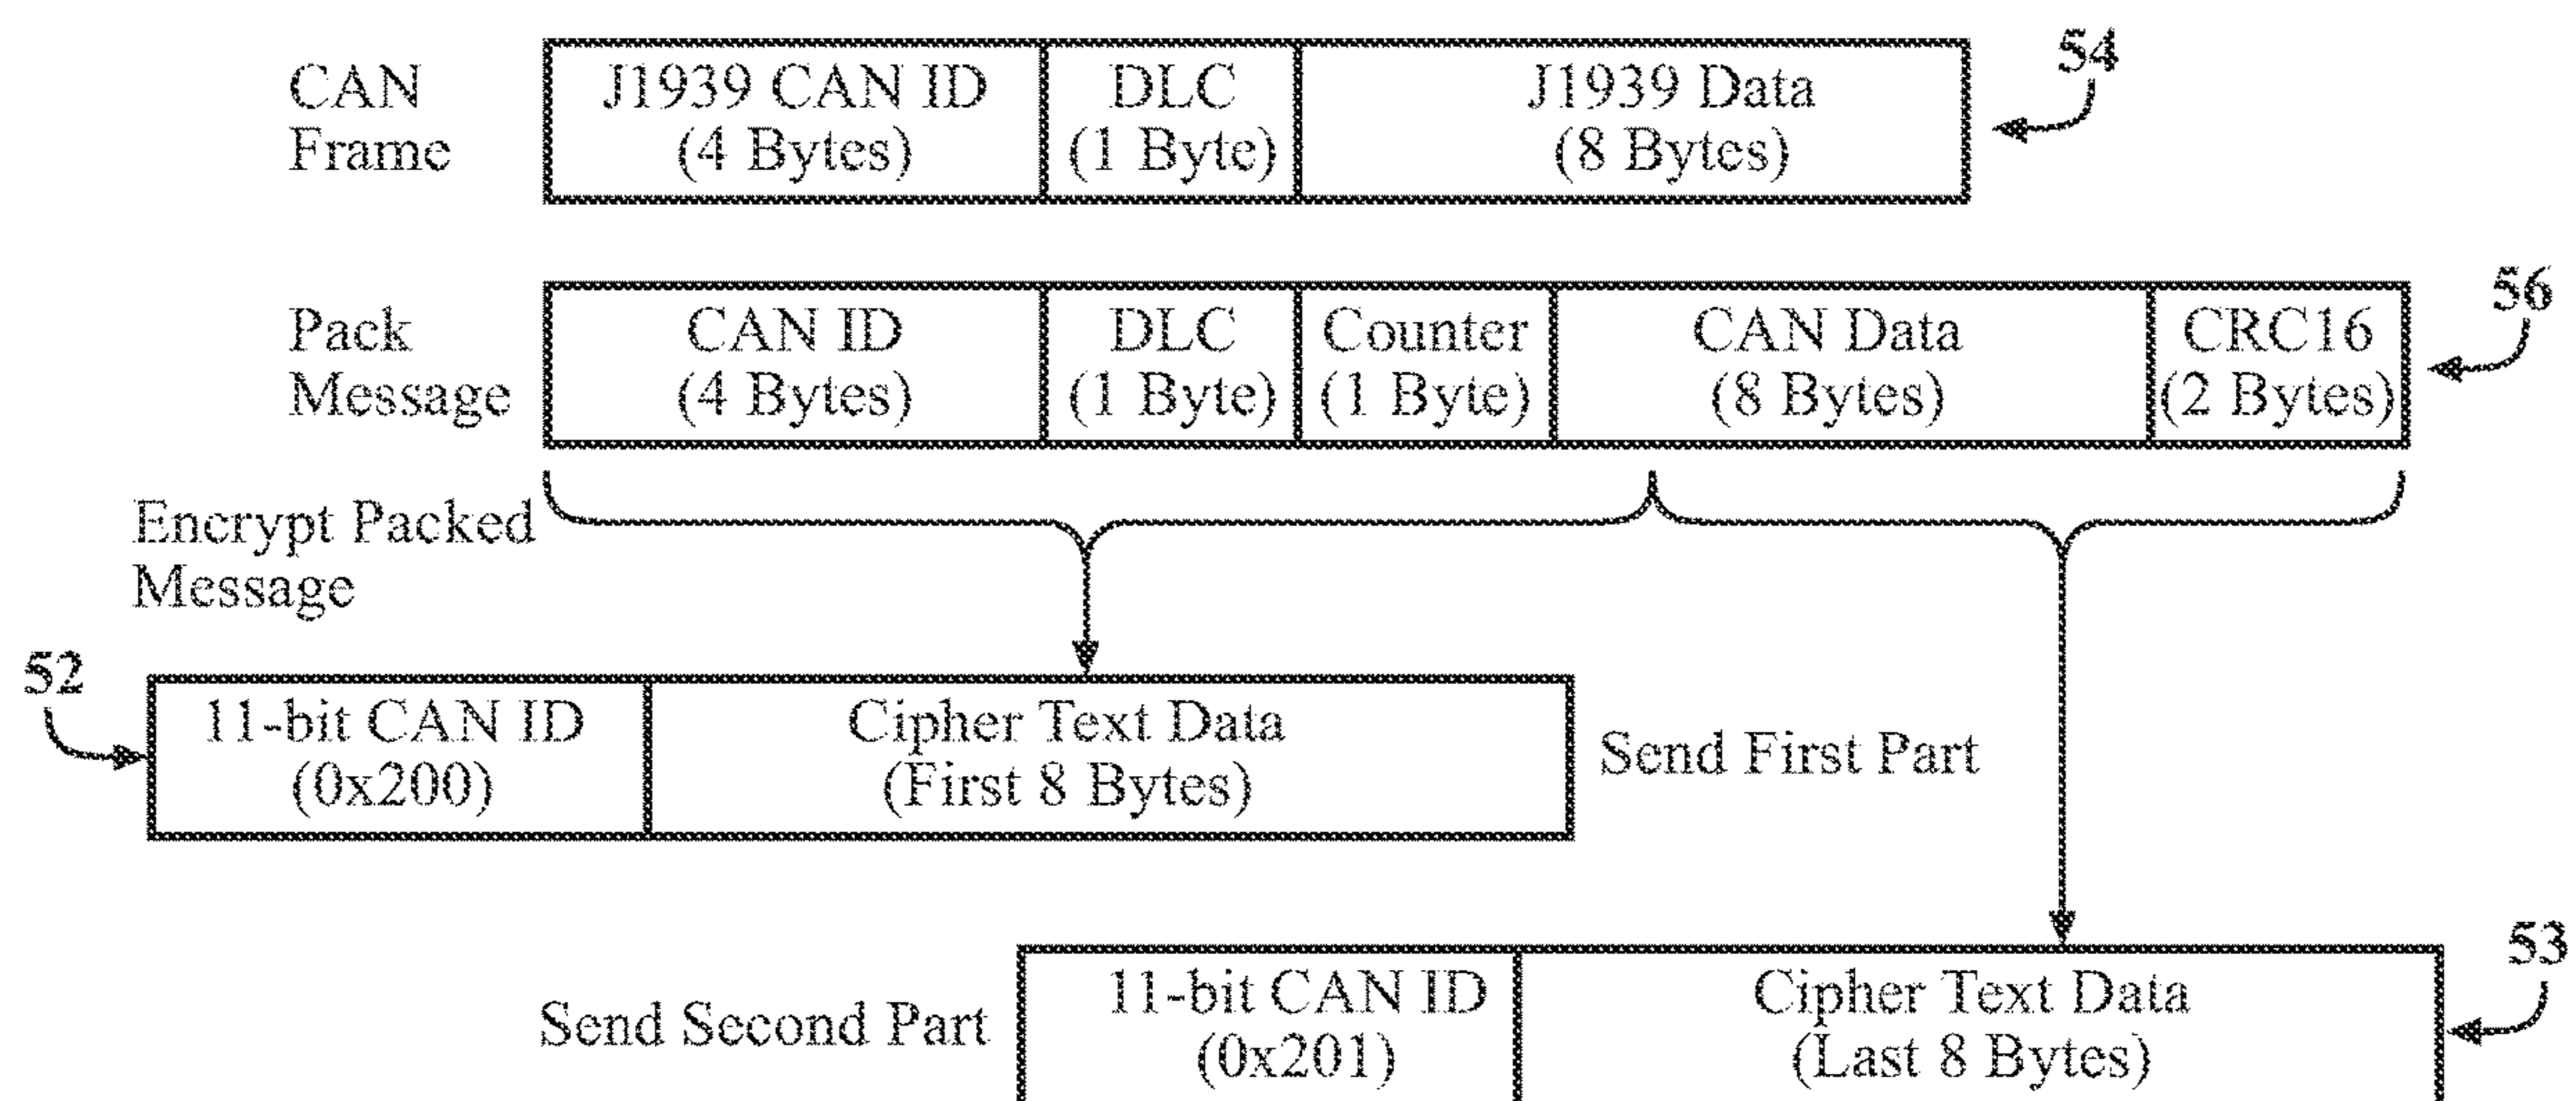 CAN
Frame
J1939 CAN ID
(4 Bytes)
DLC
(1 Byte)
J1939 Data
(8 Bytes)
54
Pack
Message
CAN ID
(4 Bytes)
DLC
(1 Byte)
Counter
(1 Byte)
CAN Data
(8 Bytes)
CRC16
(2 Bytes)
56
Encrypt Packed
Message
52
11-bit CAN ID
(0x200)
Cipher Text Data
(First 8 Bytes)
Send First Part
Send Second Part
11-bit CAN ID
(0x201)
Cipher Text Data
(Last 8 Bytes)
53